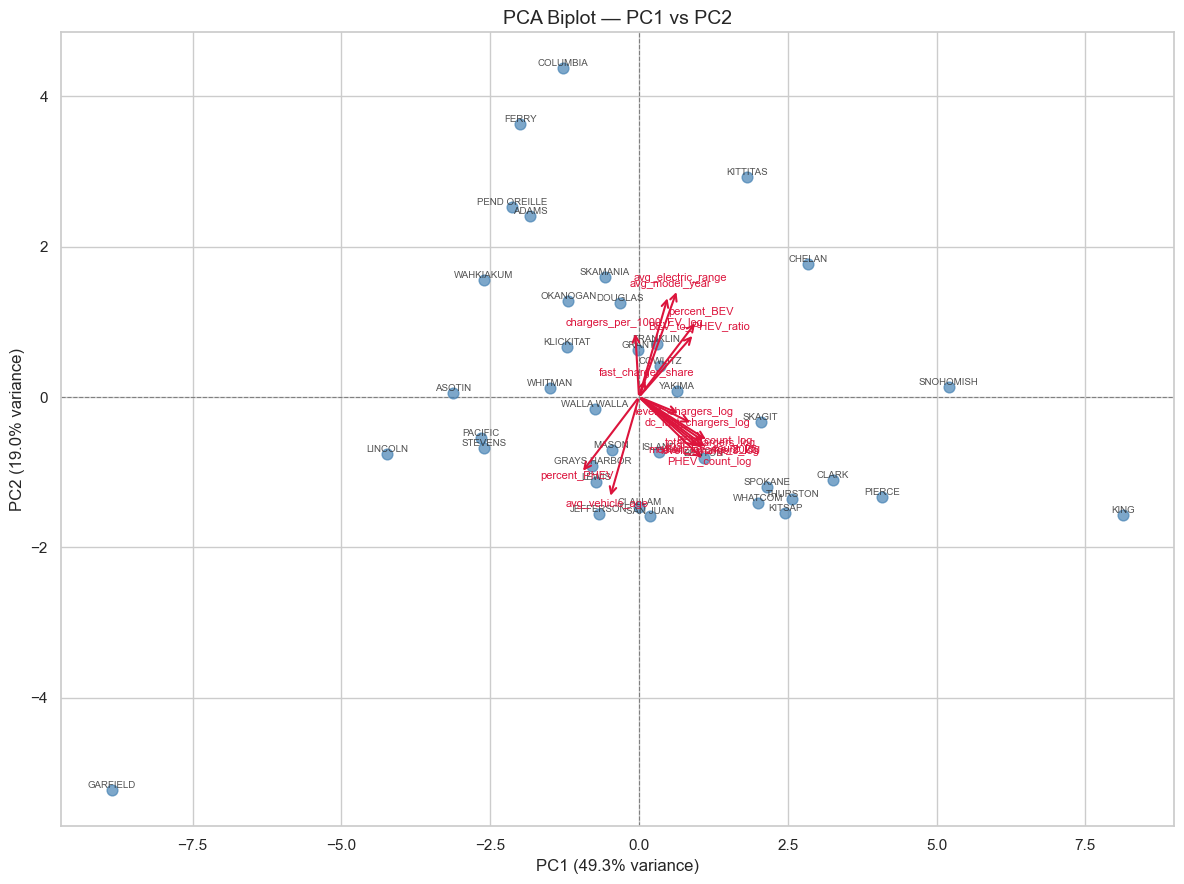 PCA Biplot — PC1 vs PC2
COLUMBIA
4
FERRY
KITTITAS
PEND OREILLE
ADAMS
2
CHELAN
SKAMANIA
WAHKIAKUM
avg_electric_range
avg_model_year
OKANOGAN
DOUGLAS
percent_BEV
chargers_per_1000_EV_log
BEV_to_PHEV_ratio
FRANKLIN
GRANT
KLICKITAT
COWLITZ
fast_charger_share
0
ASOTIN
WHITMAN
YAKIMA
SNOHOMISH
WALLA WALLA
level2_chargers_log
dc_fast_chargers_log
SKAGIT
PACIFIC
STEVENS
MASON
LINCOLN
GRAYS HARBOR
PHEV_count_log
percent_PHEV
LEWIS
CLARK
SPOKANE
THURSTON
PIERCE
WHATCOM
CLALLAM
JEFFERSON
SAN JUAN
KITSAP
KING
−2
−4
GARFIELD
−7.5
−5.0
−2.5
0.0
2.5
5.0
7.5
PC1 (49.3% variance)
PC2 (19.0% variance)